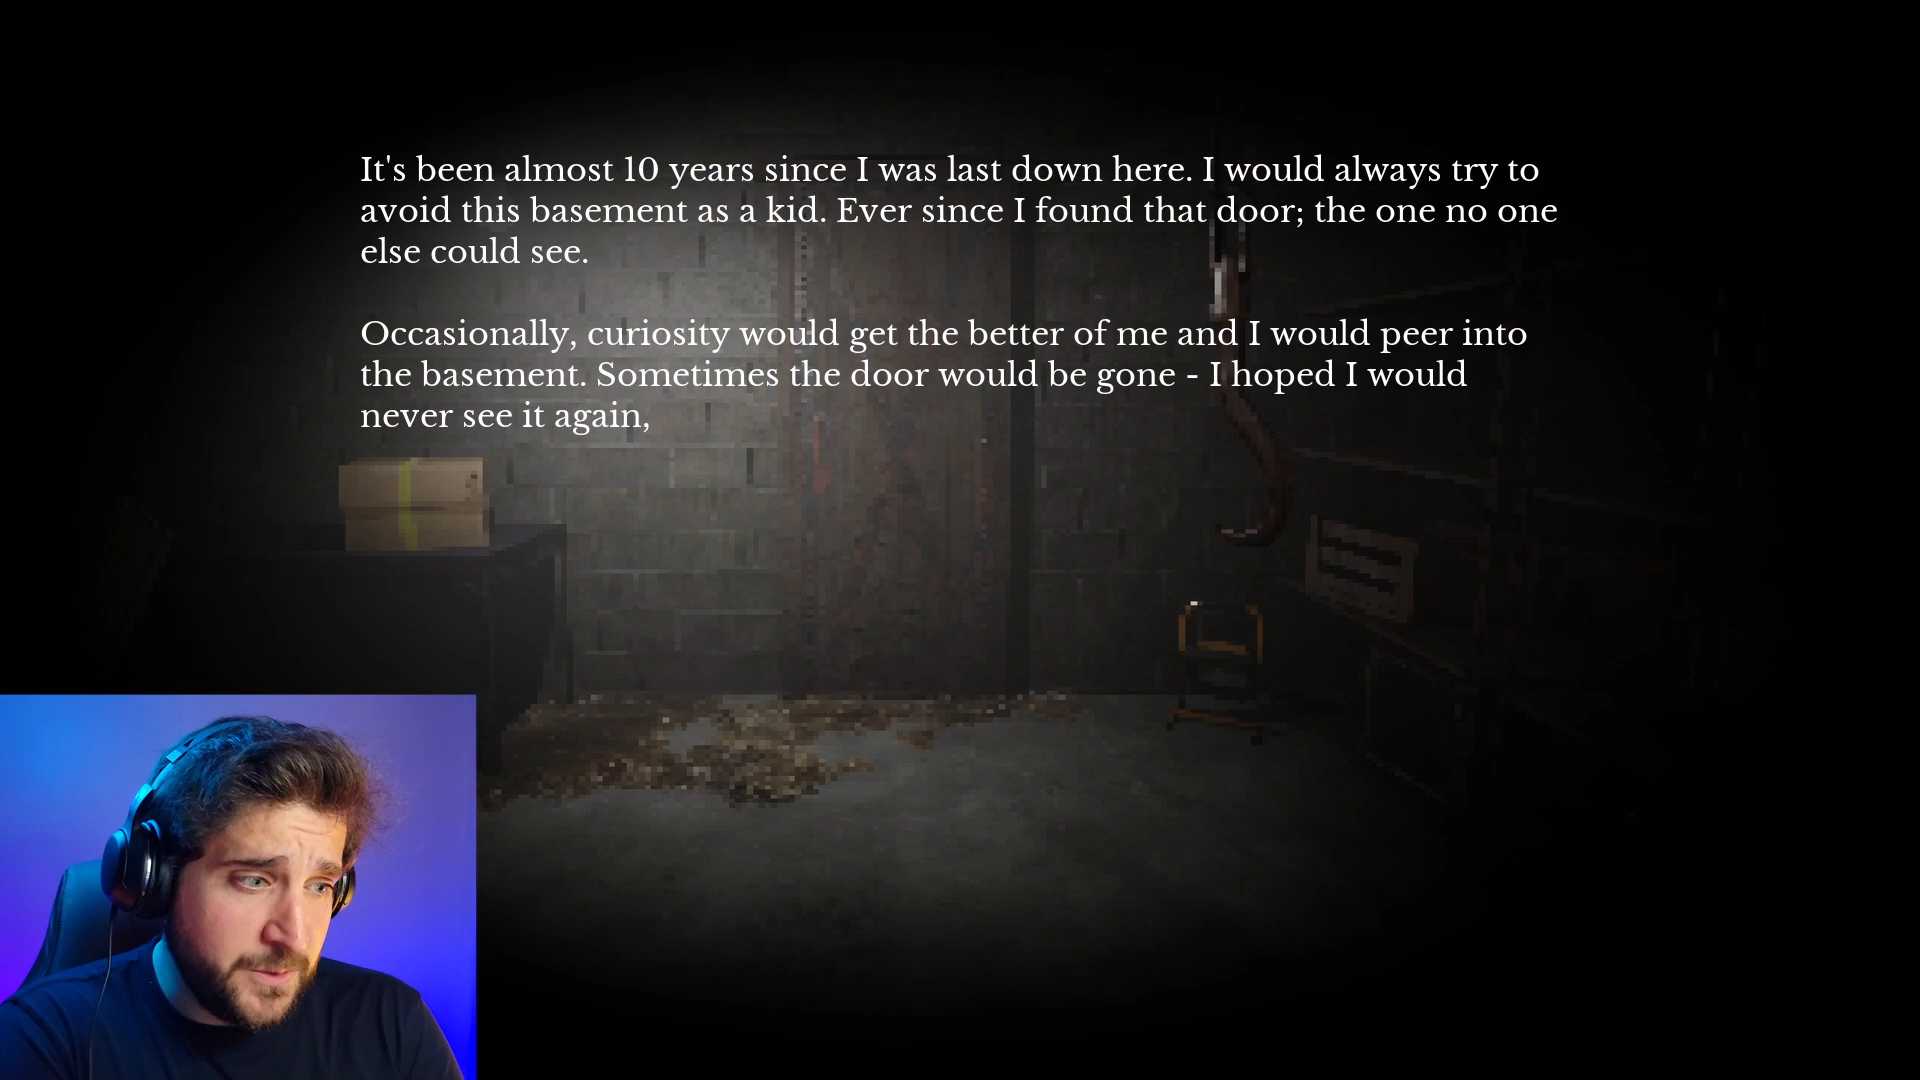 It's been almost 10 years since I was last down here. I would always try to
avoid this basement as a kid. Ever since I found that door; the one no one
else could see.
Occasionally, curiosity would get the better of me and I would peer into
the basement. Sometimes the door would be gone - I hoped I would
never see it again,